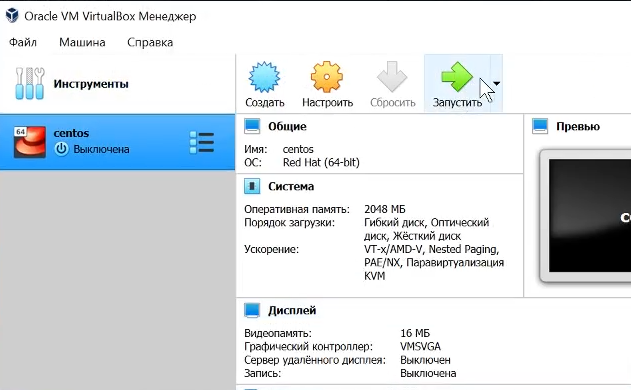 Oracle VM VirtualBox Менеджер
Файл Машина Справка
Инструменты
Создать Настроить Сбросить Запустить
64
centos
Выключена
Общие
Имя: centos
ОС: Red Hat (64-bit)
Превью
Система
Оперативная память: 2048 МБ
Порядок загрузки: Гибкий диск, Оптический
диск, Жёсткий диск
Ускорение: VT-x/AMD-V, Nested Paging,
PAE/NX, Паравиртуализация
KVM
Дисплей
Видеопамять: 16 МБ
Графический контроллер: VMSVGA
Сервер удалённого дисплея: Выключен
Запись: Выключена